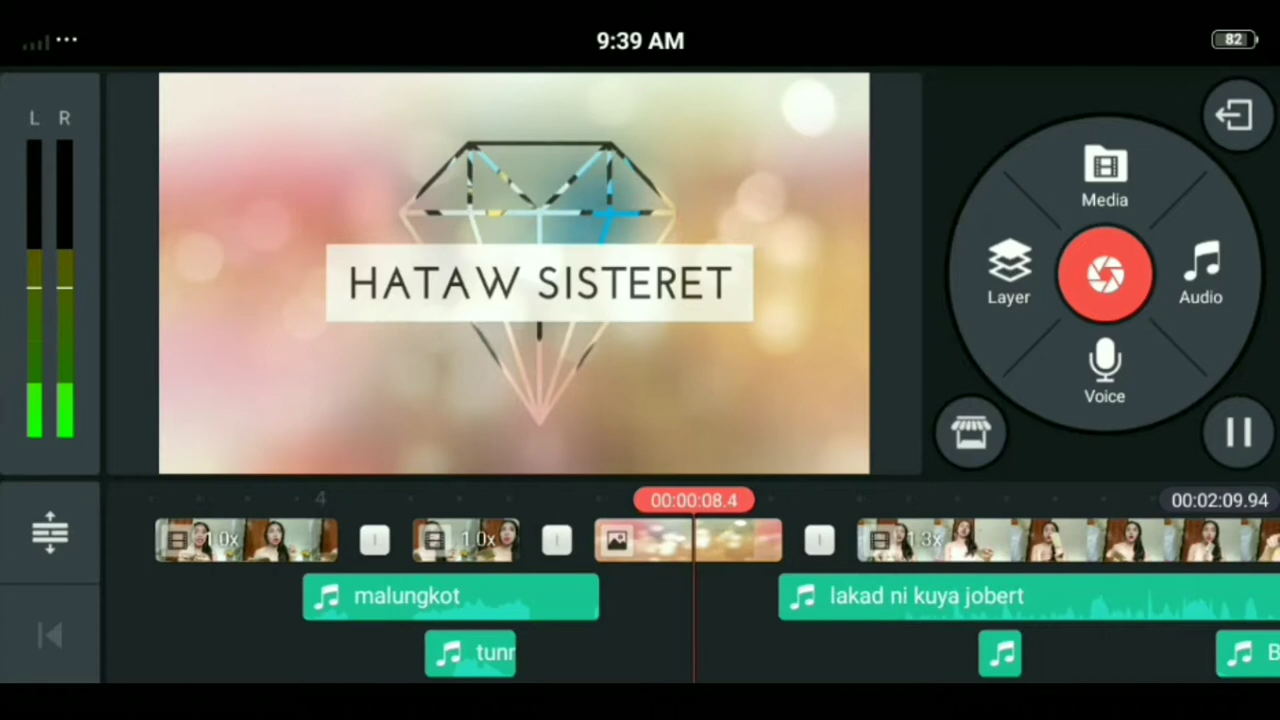 9:39 AM
82
L R
HATAW SISTERET
Media
Layer
Audio
Voice
4
00:00:08.4
00:02:09.94
1.0x
1.0x
1.3x
malungkot
lakad ni kuya jobert
tunr
B